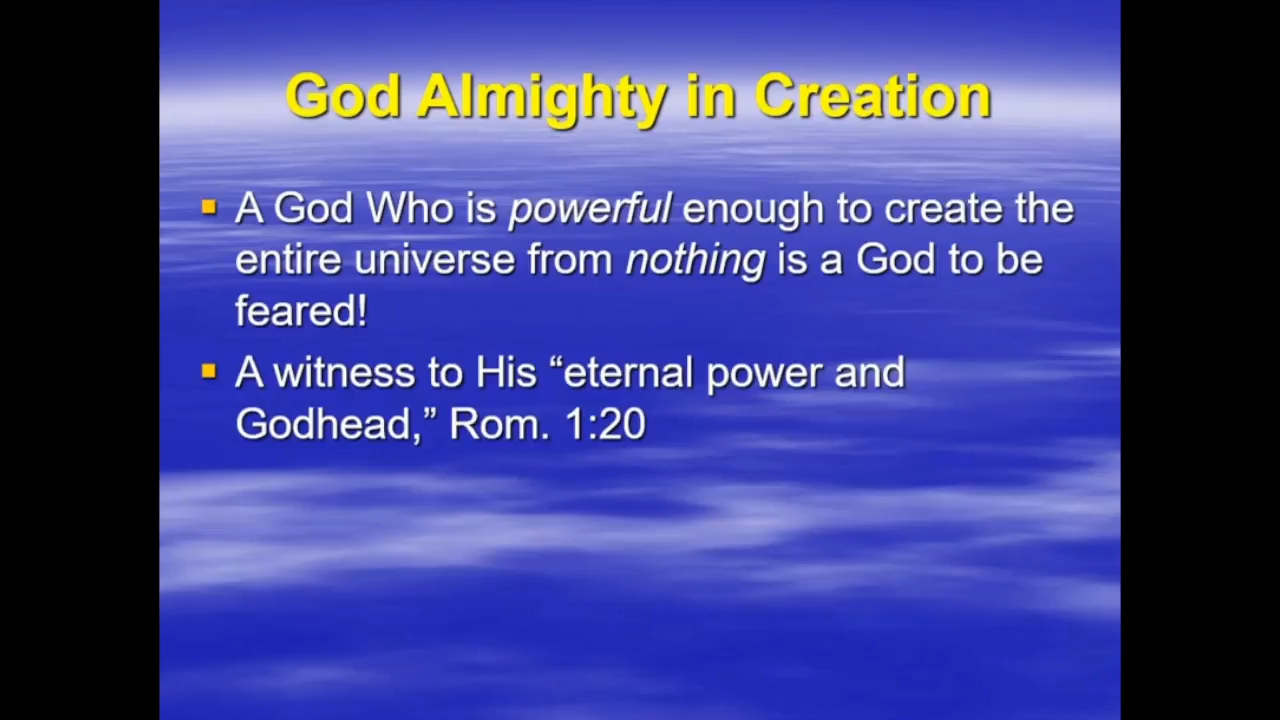 God Almighty in Creation
▪ A God Who is powerful enough to create the
entire universe from nothing is a God to be
feared!
▪ A witness to His “eternal power and
Godhead,” Rom. 1:20